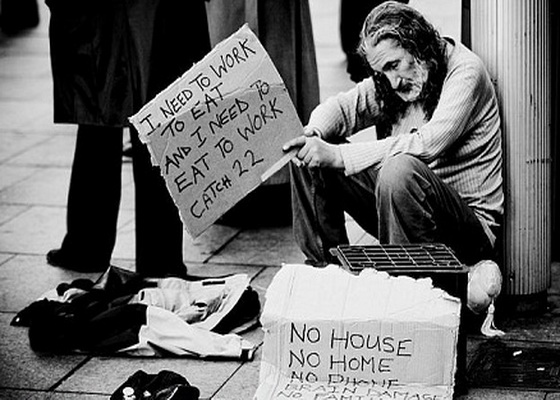 I NEED TO WORK
TO EAT
AND I NEED TO
EAT TO WORK
CATCH 22
NO HOUSE
NO HOME
NO PHONE
BRAIN DAMAGE
NO FAMILY